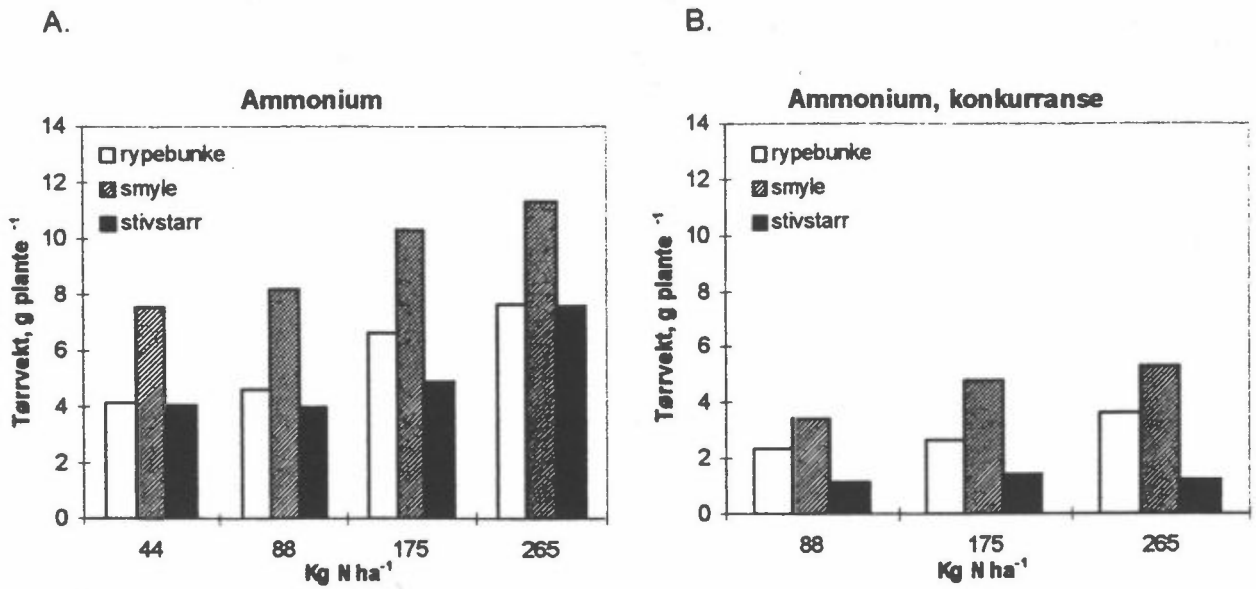 A.
Ammonium
14
12
10
8
6
4
2
0
Tørrvekt, g plante -1
rypebunke
smyle
stivstarr
44 88 175 265
Kg N ha-1
B.
Ammonium, konkurranse
14
12
10
8
6
4
2
0
Tørrvekt, g plante -1
rypebunke
smyle
stivstarr
88 175 265
Kg N ha-1